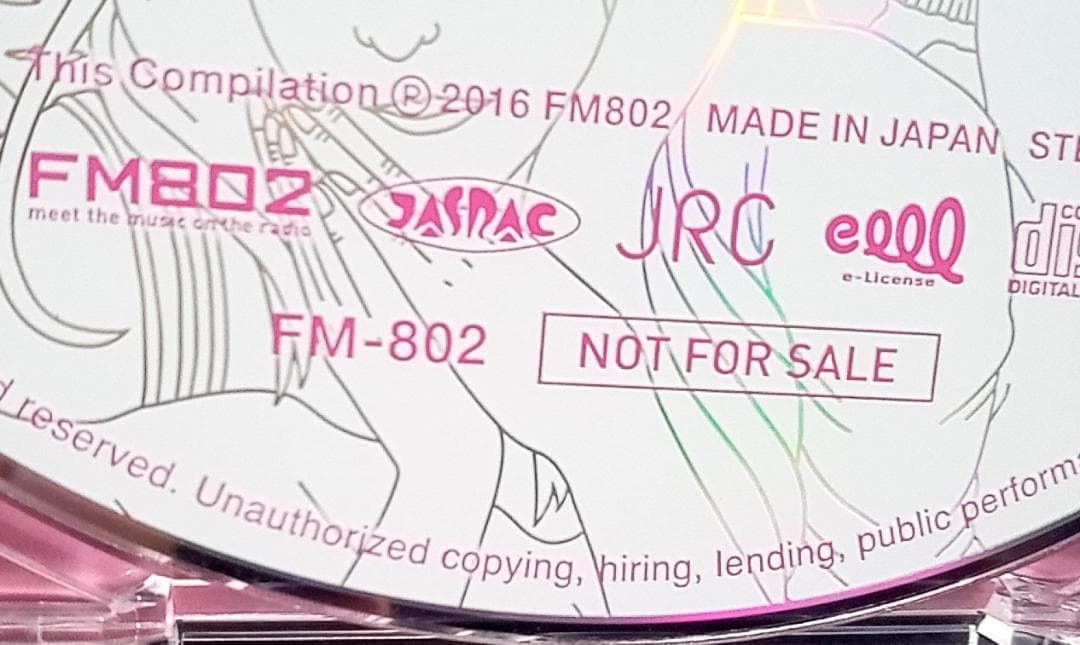 This Compilation ℗ 2016 FM802 MADE IN JAPAN
FM802
meet the music on the radio
JASRAC
JRC
elll
e-License
DIGITAL
FM-802
NOT FOR SALE
reserved. Unauthorized copying, hiring, lending, public